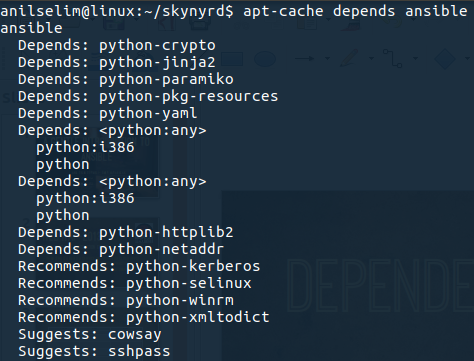 anilselim@linux:~/skynyrd$ apt-cache depends ansible
ansible
  Depends: python-crypto
  Depends: python-jinja2
  Depends: python-paramiko
  Depends: python-pkg-resources
  Depends: python-yaml
  Depends: <python:any>
    python:i386
    python
  Depends: <python:any>
    python:i386
    python
  Depends: python-httplib2
  Depends: python-netaddr
  Recommends: python-kerberos
  Recommends: python-selinux
  Recommends: python-winrm
  Recommends: python-xmltodict
  Suggests: cowsay
  Suggests: sshpass